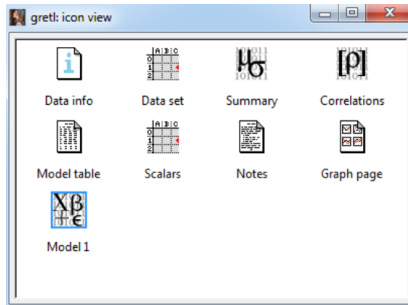 gretl: icon view
Data info Data set Summary Correlations
Model table Scalars Notes Graph page
Model 1